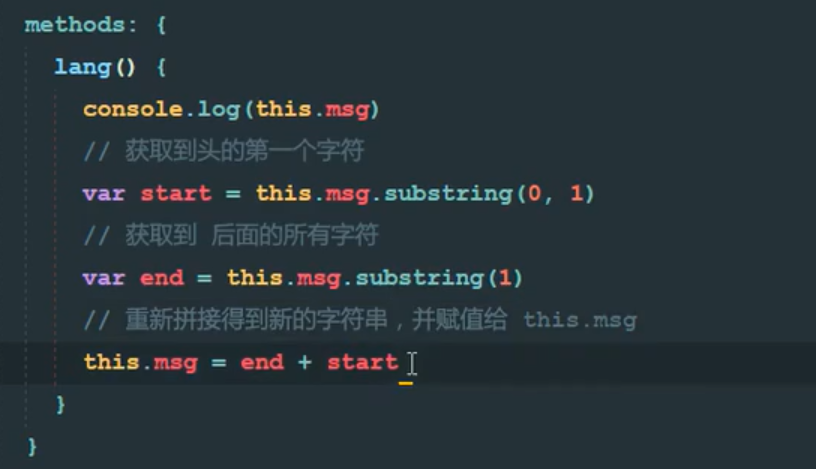 methods: {
lang() {
console.log(this.msg)
// 获取到头的第一个字符
var start = this.msg.substring(0, 1)
// 获取到 后面的所有字符
var end = this.msg.substring(1)
// 重新拼接得到新的字符串，并赋值给 this.msg
this.msg = end + start
}
}